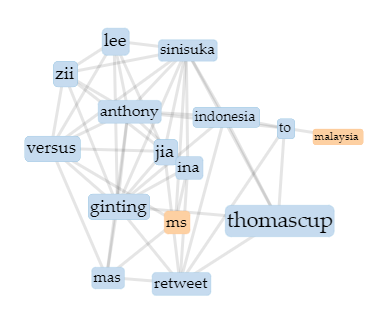 lee
sinisuka
zii
anthony
indonesia
to
malaysia
versus
jia
ina
ginting
ms
thomascup
mas
retweet